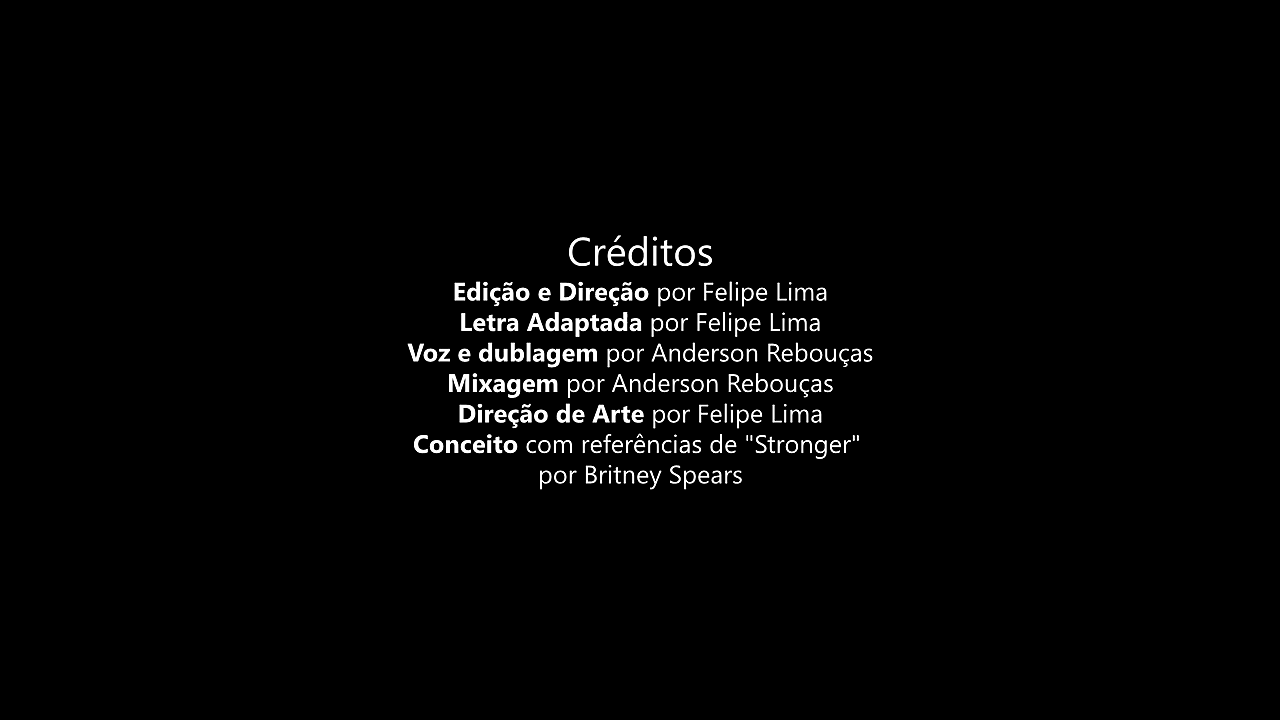 Créditos
Edição e Direção por Felipe Lima
Letra Adaptada por Felipe Lima
Voz e dublagem por Anderson Rebouças
Mixagem por Anderson Rebouças
Direção de Arte por Felipe Lima
Conceito com referências de "Stronger"
por Britney Spears